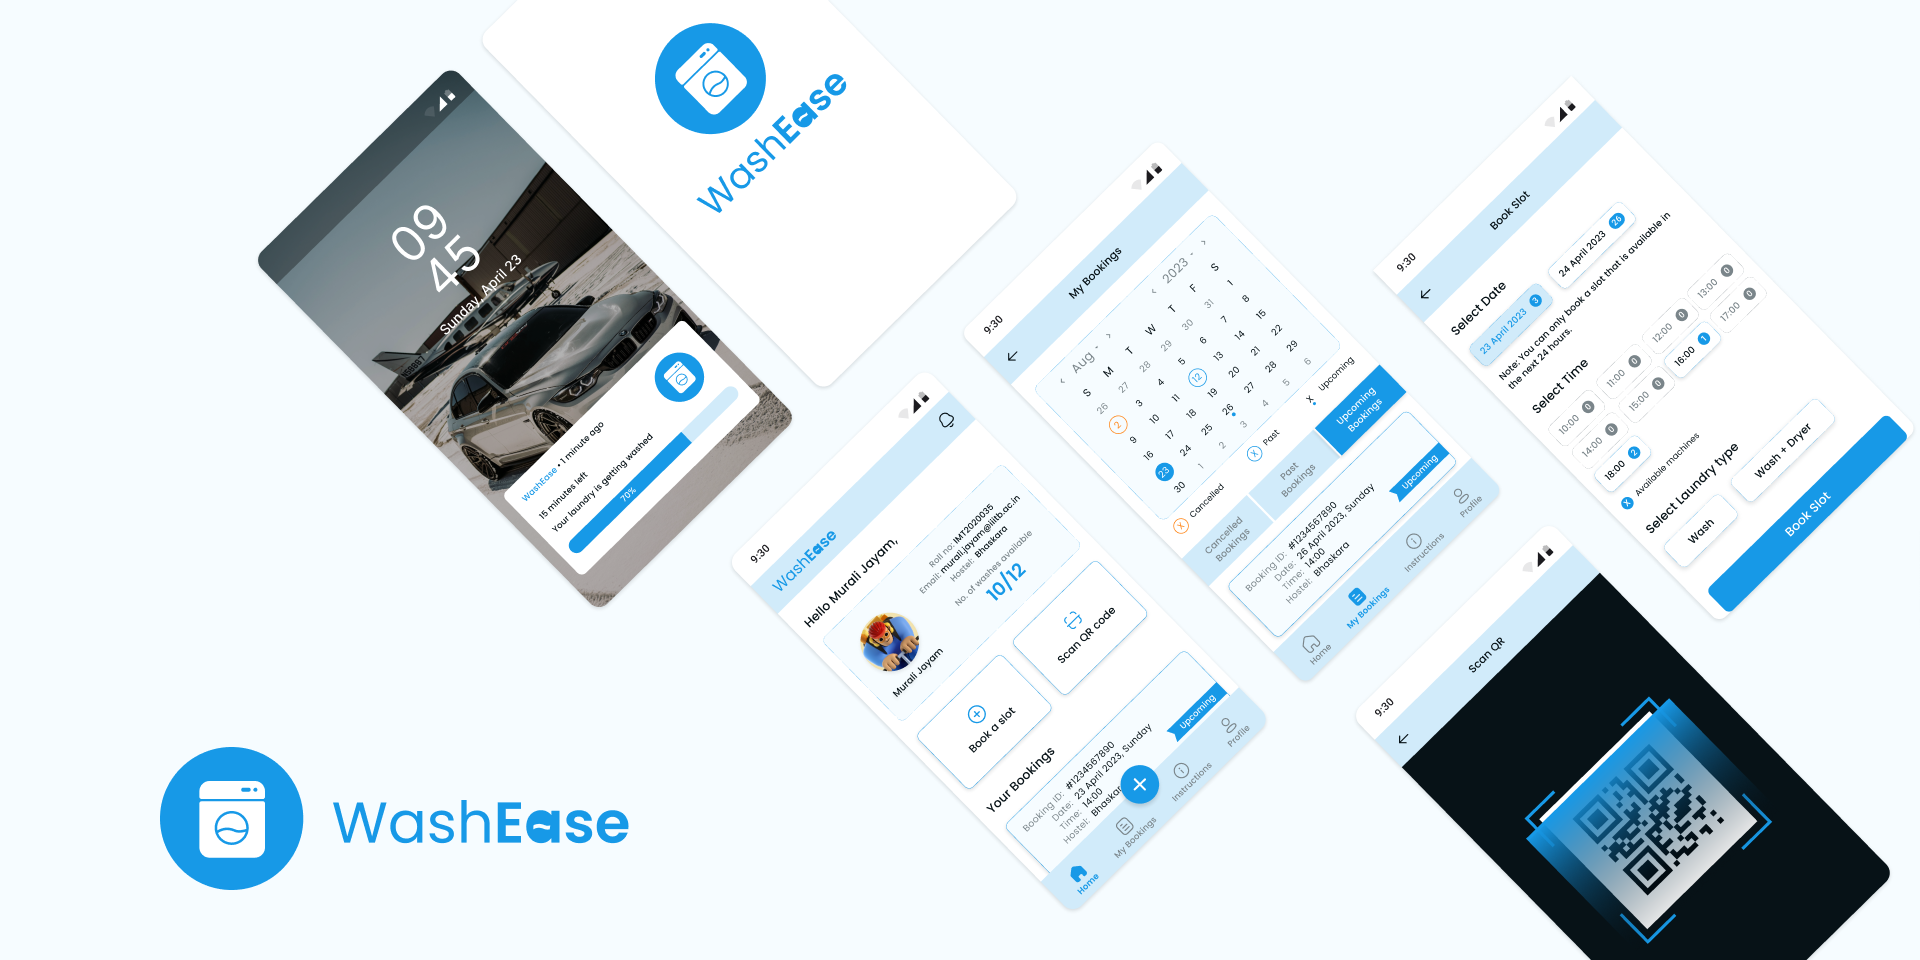 09
45
Sunday, April 23
WashEase • 1 minute ago
15 minutes left
Your laundry is getting washed
70%
WashEase
9:30
WashEase
Hello Murali Jayam,
Murali Jayam
Roll no: IMT2020035
Email: murali.jayam@iiitb.ac.in
Hostel: Bhaskara
No. of washes available
10/12
Book a slot
Scan QR code
Your Bookings
Upcoming
Booking ID: #1234567890
Date: 23 April 2023, Sunday
Time: 14:00
Hostel: Bhaskara
Home
My Bookings
Instructions
Profile
9:30
My Bookings
Aug
2023
S M T W T F S
26 27 28 29 30 31 1
2 3 4 5 6 7 8
9 10 11 12 13 14 15
16 17 18 19 20 21 22
23 24 25 26 27 28 29
30 1 2 3 4 5 6
X Cancelled
X Past
X Upcoming
Cancelled
Bookings
Past
Bookings
Upcoming
Bookings
Upcoming
Booking ID: #1234567890
Date: 26 April 2023, Sunday
Time: 14:00
Hostel: Bhaskara
Home
My Bookings
Instructions
Profile
9:30
Book Slot
Select Date
23 April 2023 3
24 April 2023 26
Note: You can only book a slot that is available in
the next 24 hours.
Select Time
10:00 0
11:00 0
12:00 0
13:00 0
14:00 0
15:00 0
16:00 1
17:00 0
18:00 2
X Available machines
Select Laundry type
Wash
Wash + Dryer
Book Slot
9:30
Scan QR
WashEase